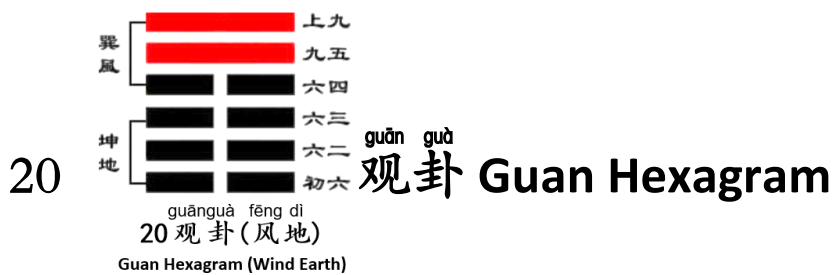 上九
九五
六四
六三
六二
初六
巽風
坤地
guānguà fēng dì
20 观卦(风地)
Guan Hexagram (Wind Earth)
guān guà
20 观卦 Guan Hexagram